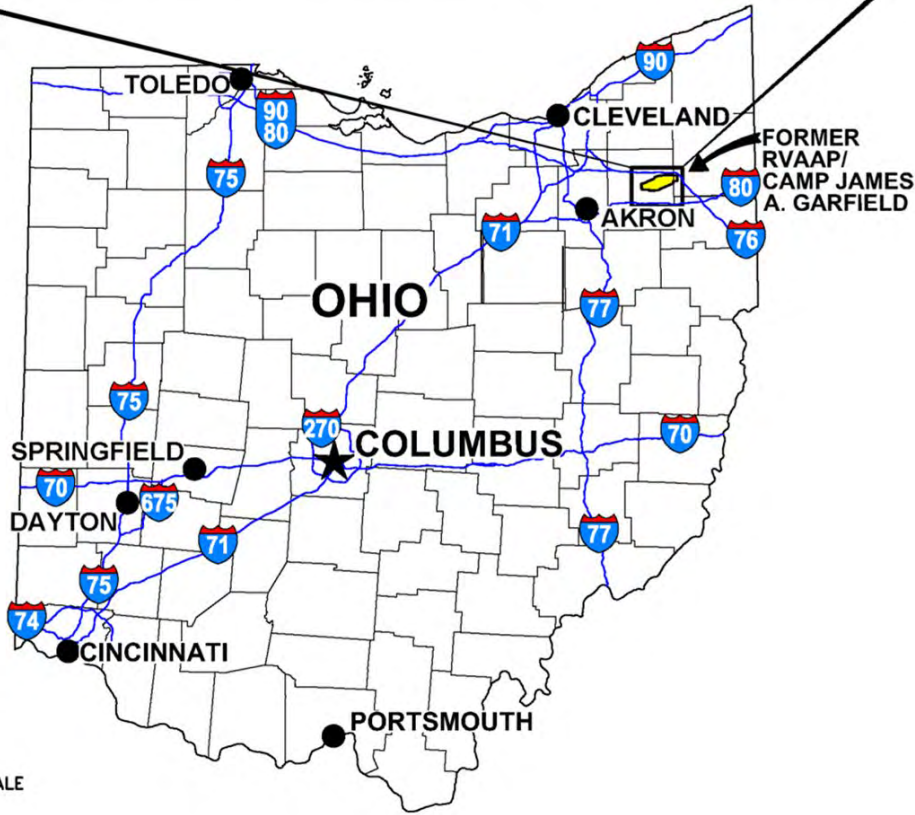 90
TOLEDO
90
80
CLEVELAND
FORMER
RVAAP/
CAMP JAMES
A. GARFIELD
75
80
AKRON
71
76
OHIO
77
75
270
COLUMBUS
70
SPRINGFIELD
70
675
DAYTON
71
77
75
74
CINCINNATI
PORTSMOUTH
ALE